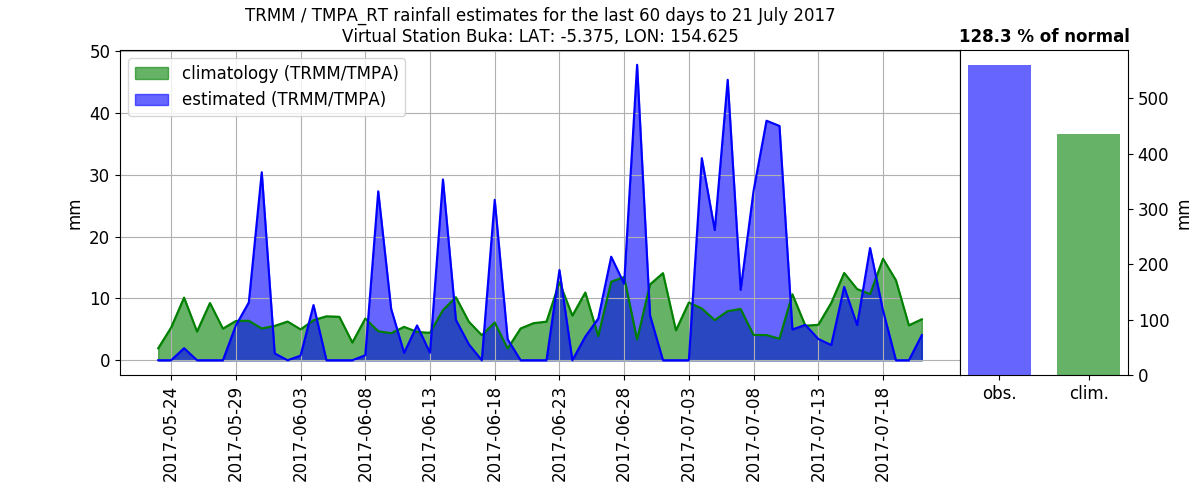 TRMM / TMPA_RT rainfall estimates for the last 60 days to 21 July 2017
Virtual Station Buka: LAT: -5.375, LON: 154.625
128.3 % of normal
climatology (TRMM/TMPA)
estimated (TRMM/TMPA)
50
40
30
20
10
0
mm
2017-05-24
2017-05-29
2017-06-03
2017-06-08
2017-06-13
2017-06-18
2017-06-23
2017-06-28
2017-07-03
2017-07-08
2017-07-13
2017-07-18
obs.
clim.
500
400
300
200
100
0
mm